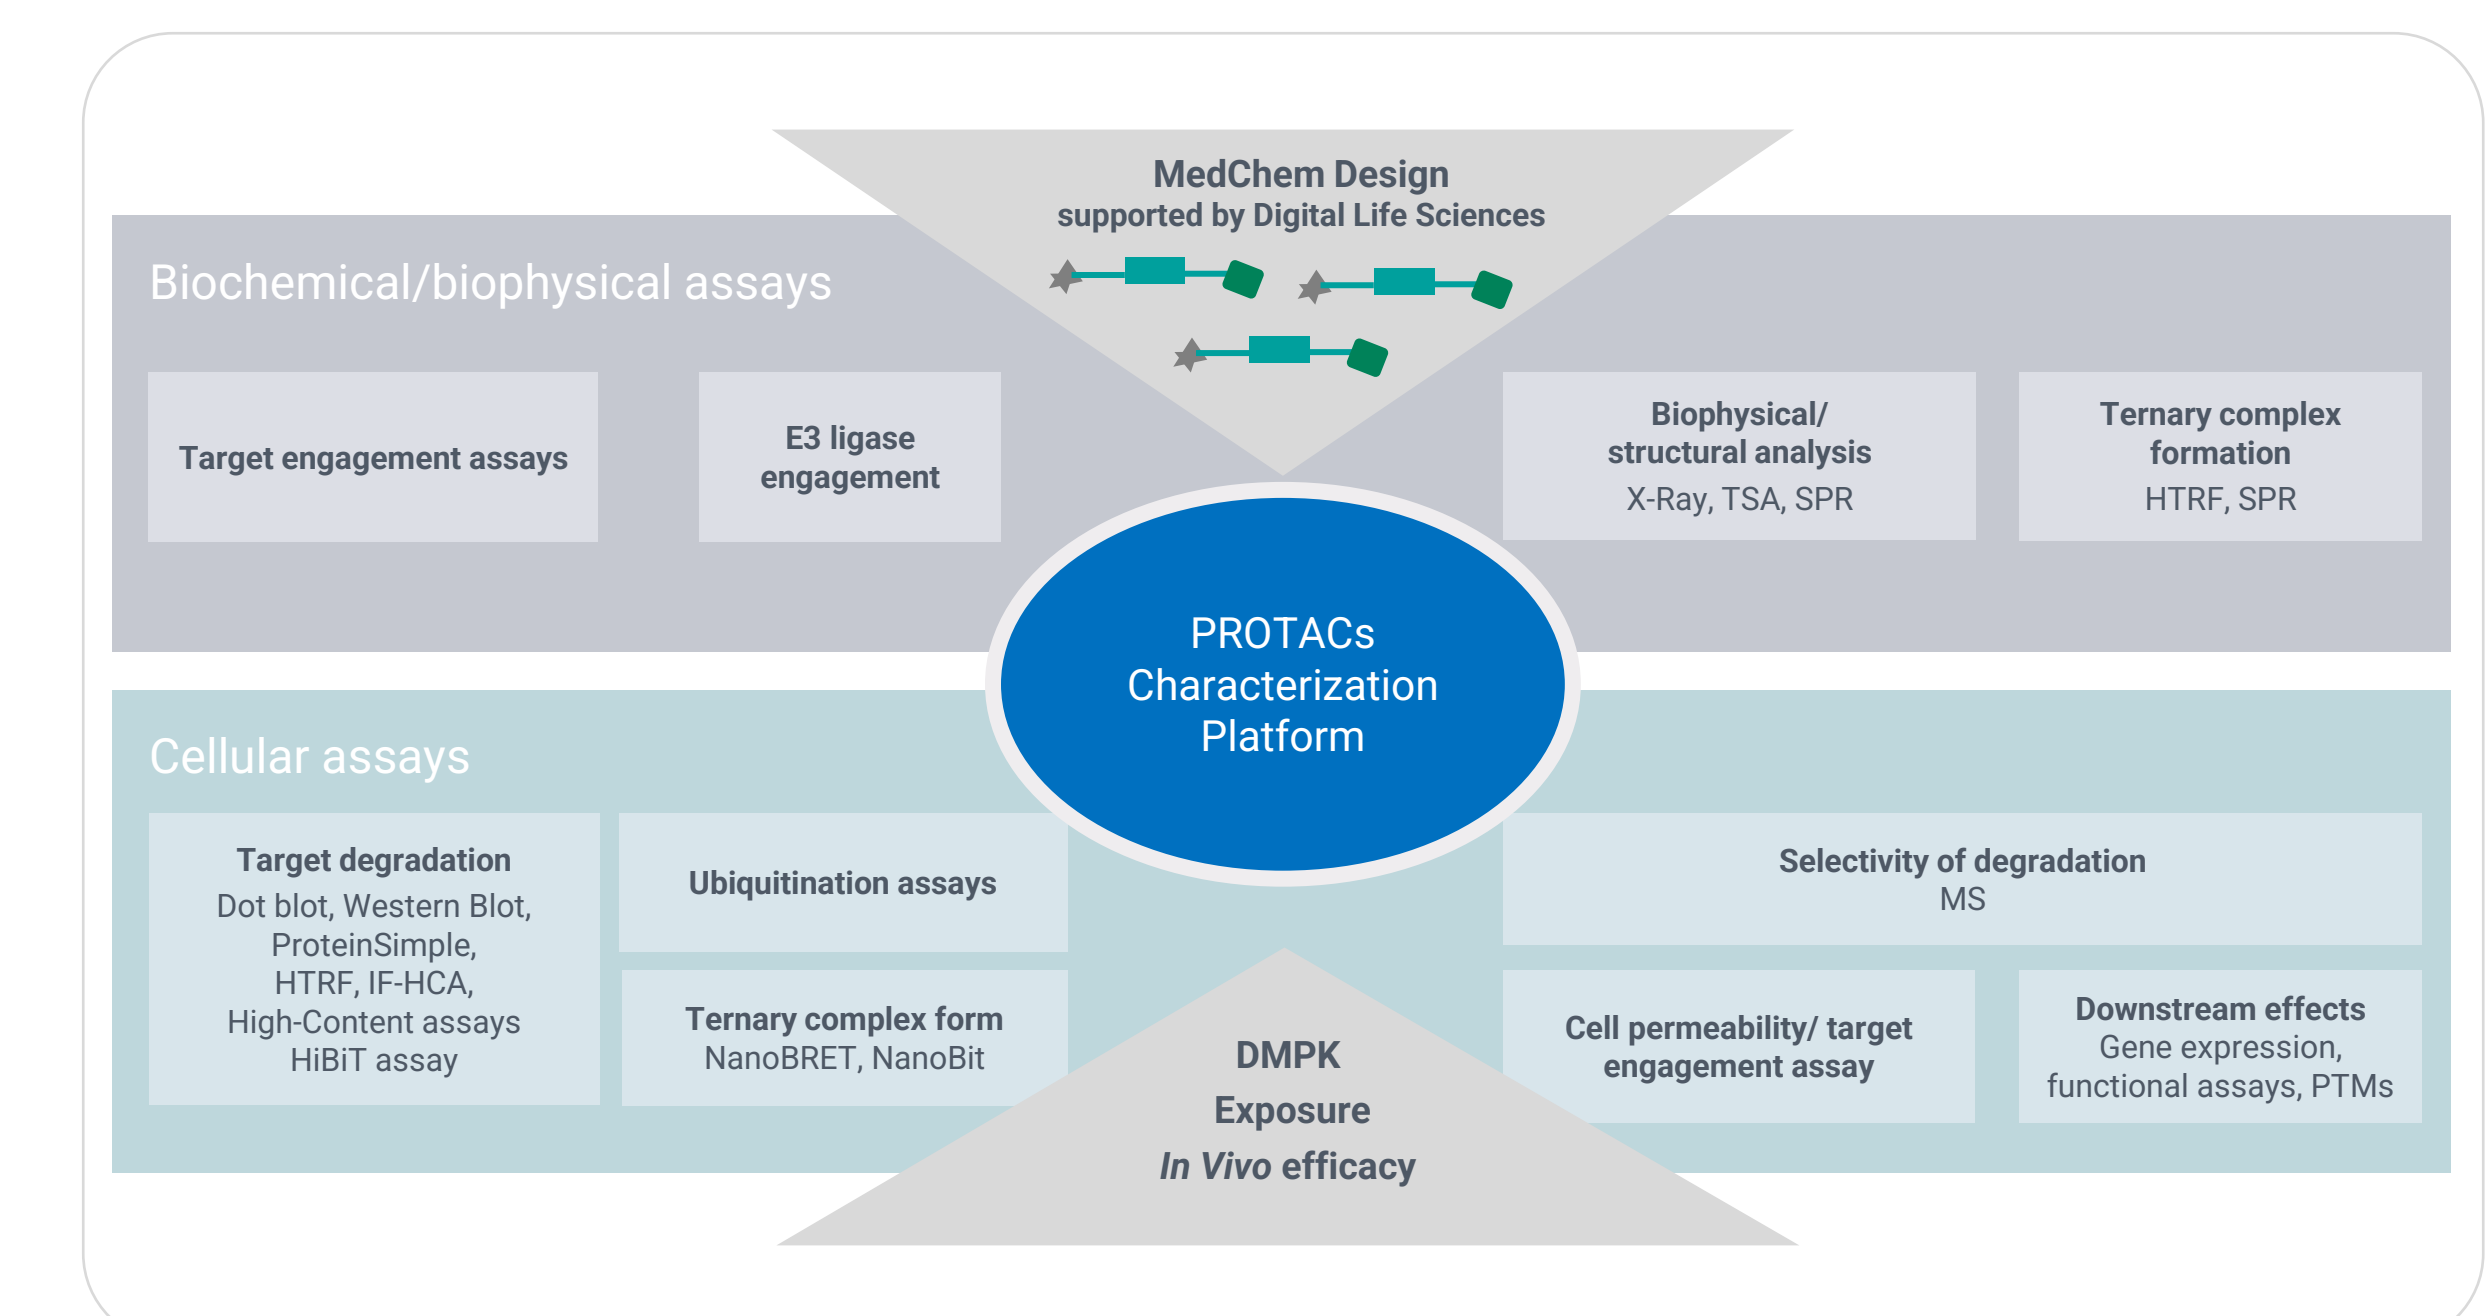 MedChem Design
supported by Digital Life Sciences
Biochemical/biophysical assays
Target engagement assays
E3 ligase
engagement
Biophysical/
structural analysis
X-Ray, TSA, SPR
Ternary complex
formation
HTRF, SPR
PROTACs
Characterization
Platform
Cellular assays
Target degradation
Dot blot, Western Blot,
ProteinSimple,
HTRF, IF-HCA,
High-Content assays
HiBiT assay
Ubiquitination assays
Ternary complex form
NanoBRET, NanoBit
DMPK
Exposure
In Vivo efficacy
Selectivity of degradation
MS
Cell permeability/ target
engagement assay
Downstream effects
Gene expression,
functional assays, PTMs